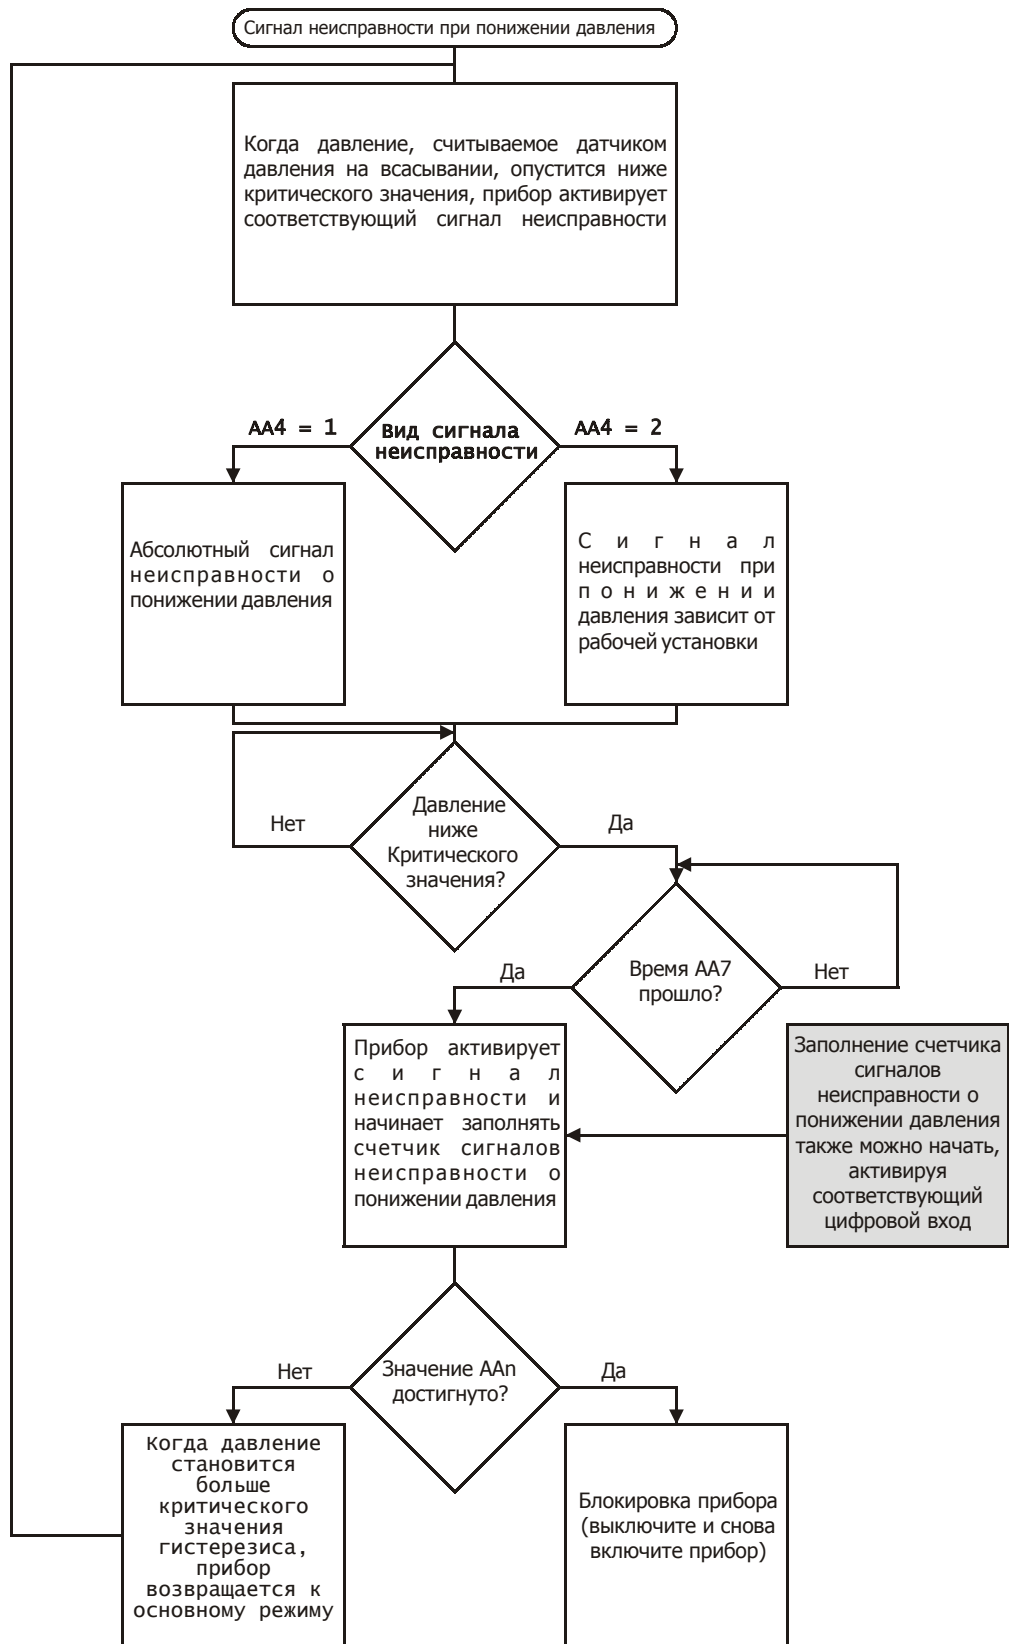 Сигнал неисправности при понижении давления
Когда давление, считываемое датчиком
давления на всасывании, опустится ниже
критического значения, прибор активирует
соответствующий сигнал неисправности
AA4 = 1
Вид сигнала
неисправности
AA4 = 2
Абсолютный сигнал
неисправности о
понижении давления
С и г н а л
неисправности при
п о н и ж е н и и
давления зависит от
рабочей установки
Нет
Давление
ниже
Критического
значения?
Да
Да
Время AA7
прошло?
Нет
Прибор активирует
с и г н а л
неисправности и
начинает заполнять
счетчик сигналов
неисправности о
понижении давления
Заполнение счетчика
сигналов
неисправности о
понижении давления
также можно начать,
активируя
соответствующий
цифровой вход
Нет
Значение AAn
достигнуто?
Да
Когда давление
становится
больше
критического
значения
гистерезиса,
прибор
возвращается к
основному режиму
Блокировка прибора
(выключите и снова
включите прибор)